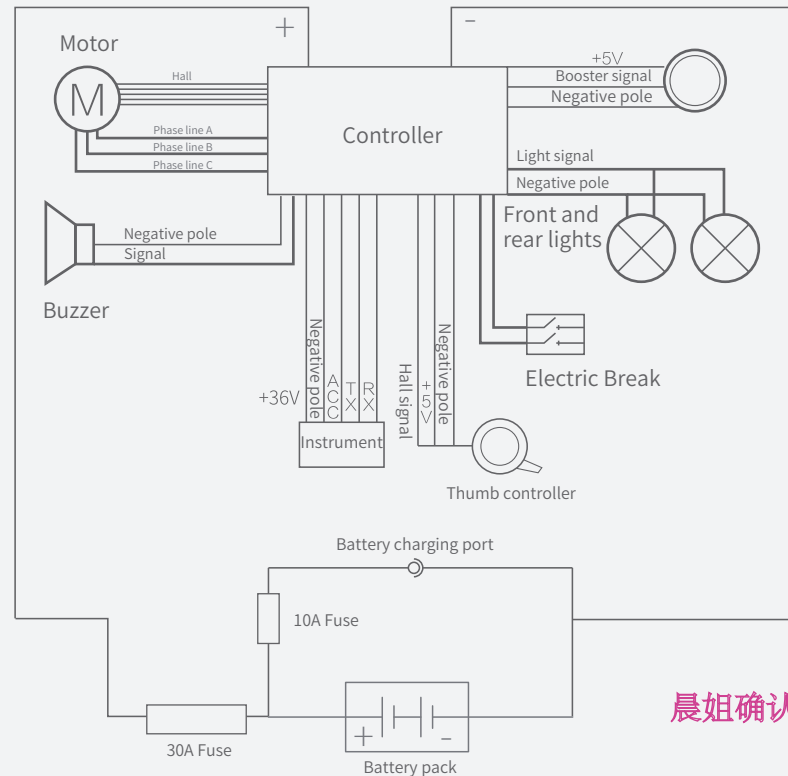 +
-
Motor
M
Hall
Phase line A
Phase line B
Phase line C
Controller
+5V
Booster signal
Negative pole
Light signal
Negative pole
Front and
rear lights
Negative pole
Signal
Buzzer
+36V
Negative pole
ACC
TX
RX
Instrument
Hall signal
+5V
Negative pole
Thumb controller
Electric Break
Battery charging port
10A Fuse
30A Fuse
+
-
Battery pack
晨姐确认